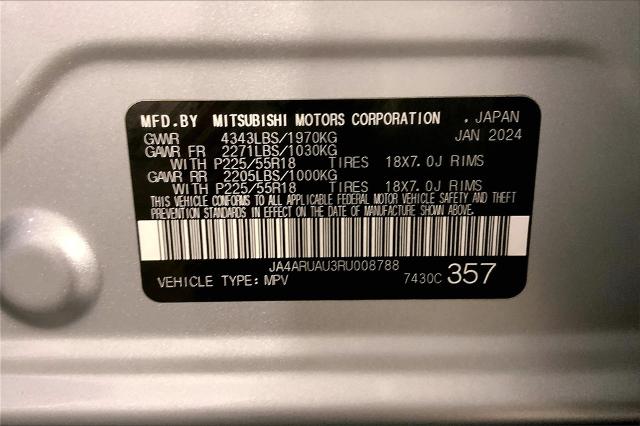 MFD.BY MITSUBISHI MOTORS CORPORATION . JAPAN
GVWR 4343LBS/1970KG JAN 2024
GAWR FR 2271LBS/1030KG
WITH P225/55R18 TIRES 18X7.0J RIMS
GAWR RR 2205LBS/1000KG
WITH P225/55R18 TIRES 18X7.0J RIMS
THIS VEHICLE CONFORMS TO ALL APPLICABLE FEDERAL MOTOR VEHICLE SAFETY AND THEFT
PREVENTION STANDARDS IN EFFECT ON THE DATE OF MANUFACTURE SHOWN ABOVE.
JA4ARUAU3RU008788
VEHICLE TYPE: MPV 7430C 357